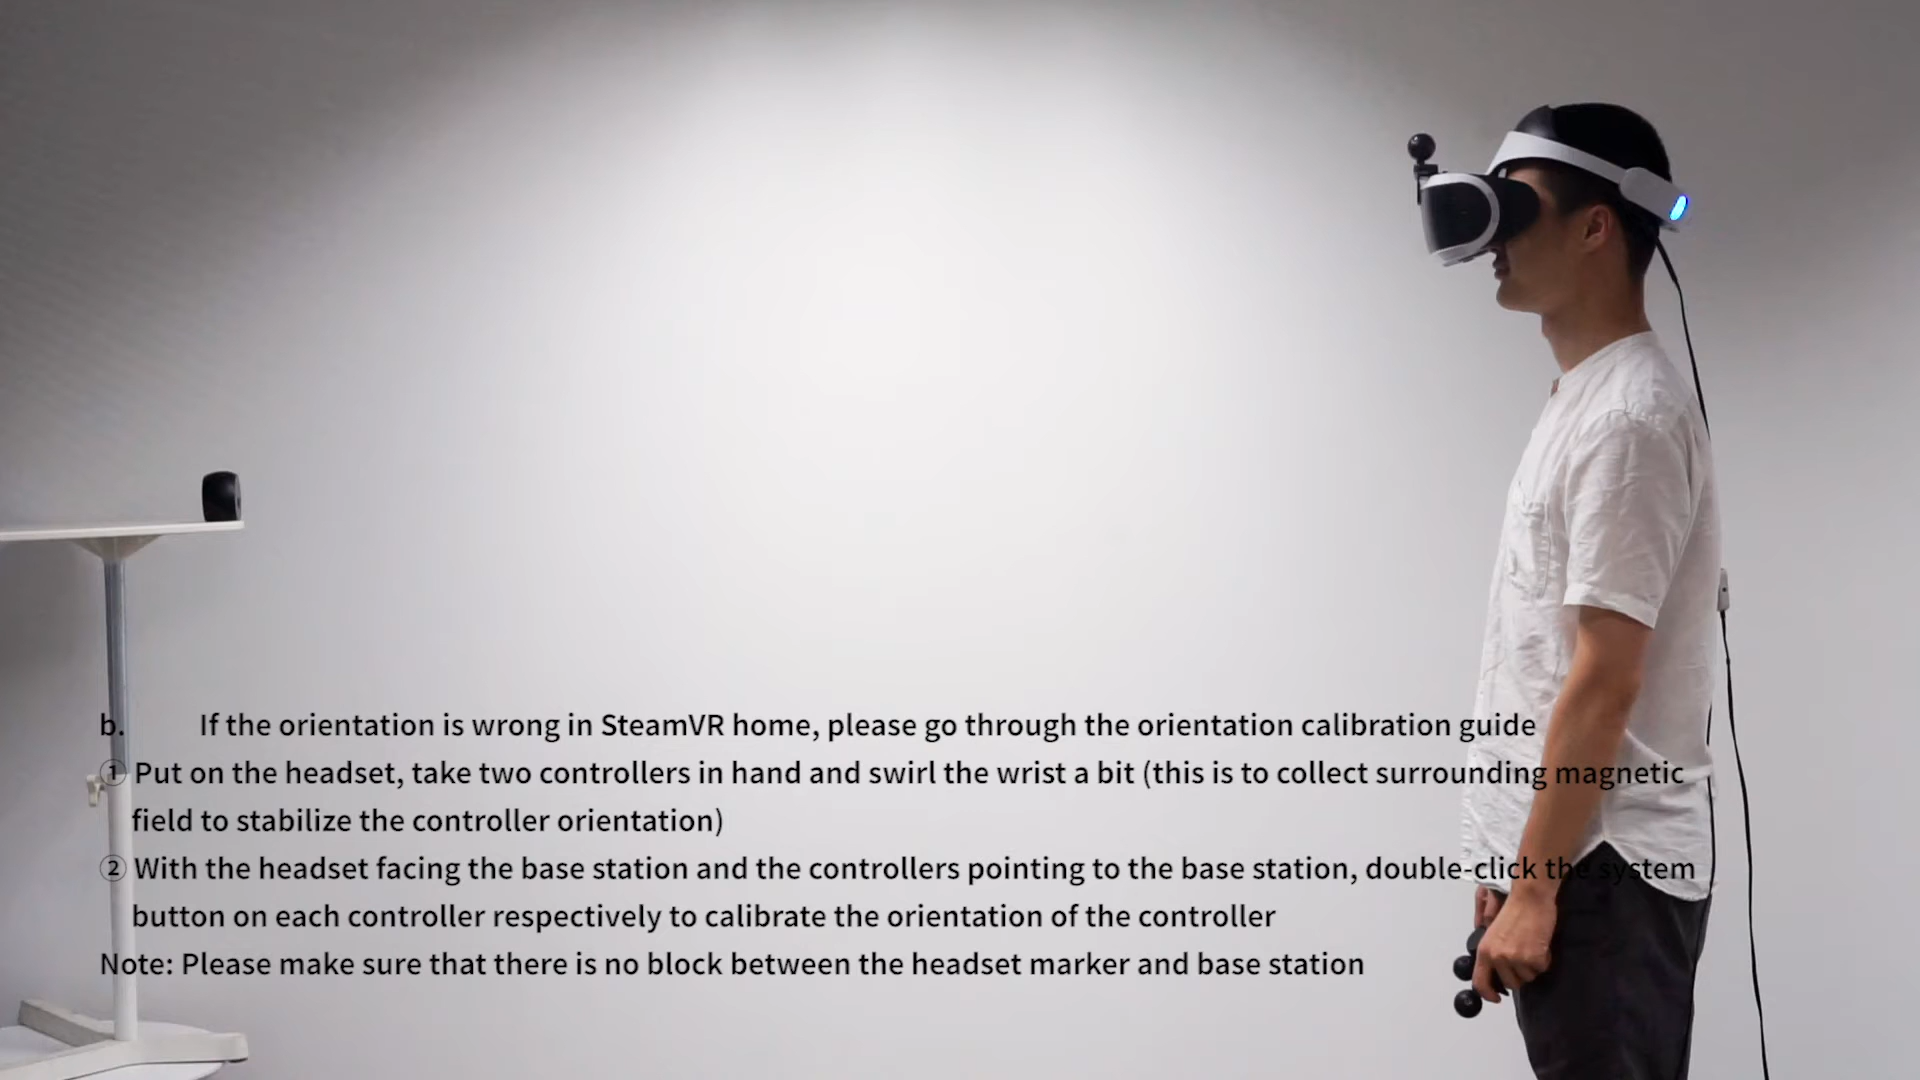 b. If the orientation is wrong in SteamVR home, please go through the orientation calibration guide
① Put on the headset, take two controllers in hand and swirl the wrist a bit (this is to collect surrounding magnetic
field to stabilize the controller orientation)
② With the headset facing the base station and the controllers pointing to the base station, double-click the system
button on each controller respectively to calibrate the orientation of the controller
Note: Please make sure that there is no block between the headset marker and base station